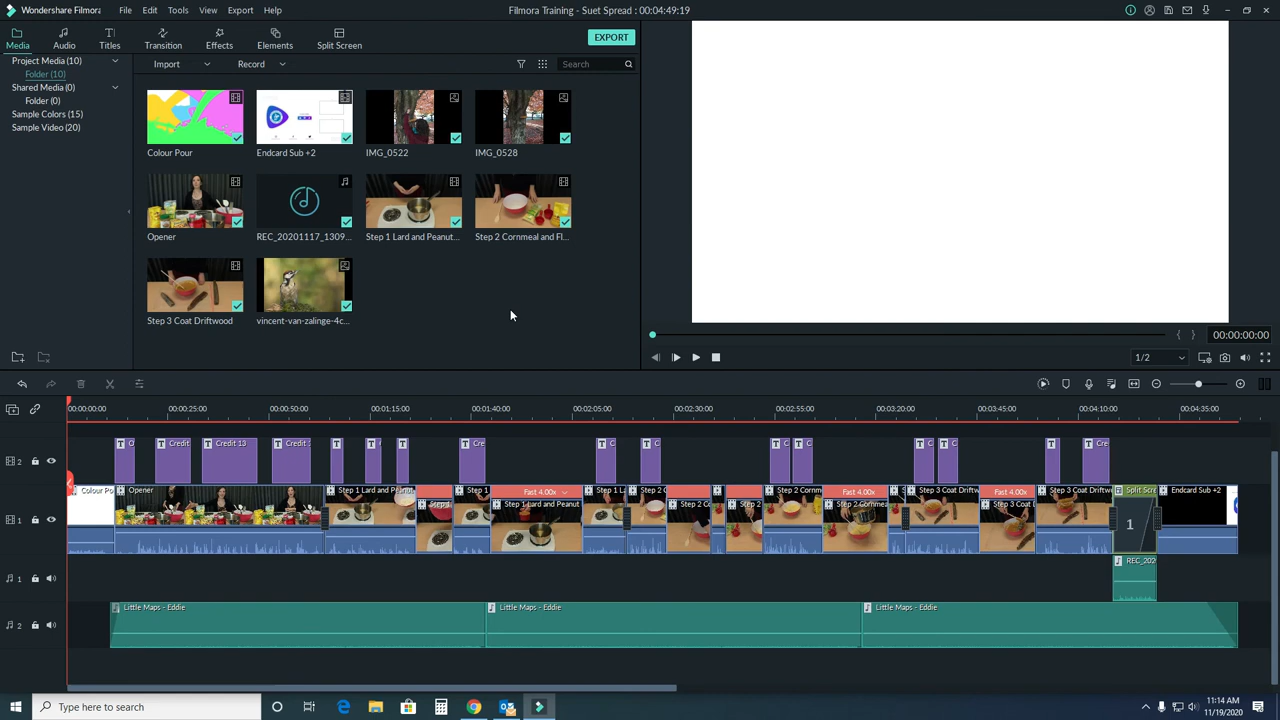 Wondershare Filmora File Edit Tools View Export Help Filmora Training - Suet Spread : 00:04:49:19
Media Audio Titles Transition Effects Elements Split Screen EXPORT
Project Media (10) Import Record Search
Folder (10)
Shared Media (0)
Folder (0)
Sample Colors (15)
Sample Video (20)
Colour Pour Endcard Sub +2 IMG_0522 IMG_0528
Opener REC_20201117_1309... Step 1 Lard and Peanut... Step 2 Cornmeal and Fl...
Step 3 Coat Driftwood vincent-van-zalinge-4c...
00:00:00:00
1/2
00:00:00:00 00:00:25:00 00:00:50:00 00:01:15:00 00:01:40:00 00:02:05:00 00:02:30:00 00:02:55:00 00:03:20:00 00:03:45:00 00:04:10:00 00:04:35:00
2 T O T Credit T Credit 13 T Credit T T T T Cre T C T C T C T C T C T C T T Cre
Colour Po Opener Step 1 Lard and Peanut Step 1 Fast 4.00x Step 1 L Step 2 C Step 2 Cornm Fast 4.00x Step 3 Coat Driftw Fast 4.00x Step 3 Coat Driftw Split Scre Endcard Sub +2
1 Step 1 Lard and Peanut Step 2 Co Step 2 Step 2 Cornmeal Step 3 Coat 1
1 REC_202
2 Little Maps - Eddie Little Maps - Eddie Little Maps - Eddie
Type here to search
11:14 AM
11/19/2020